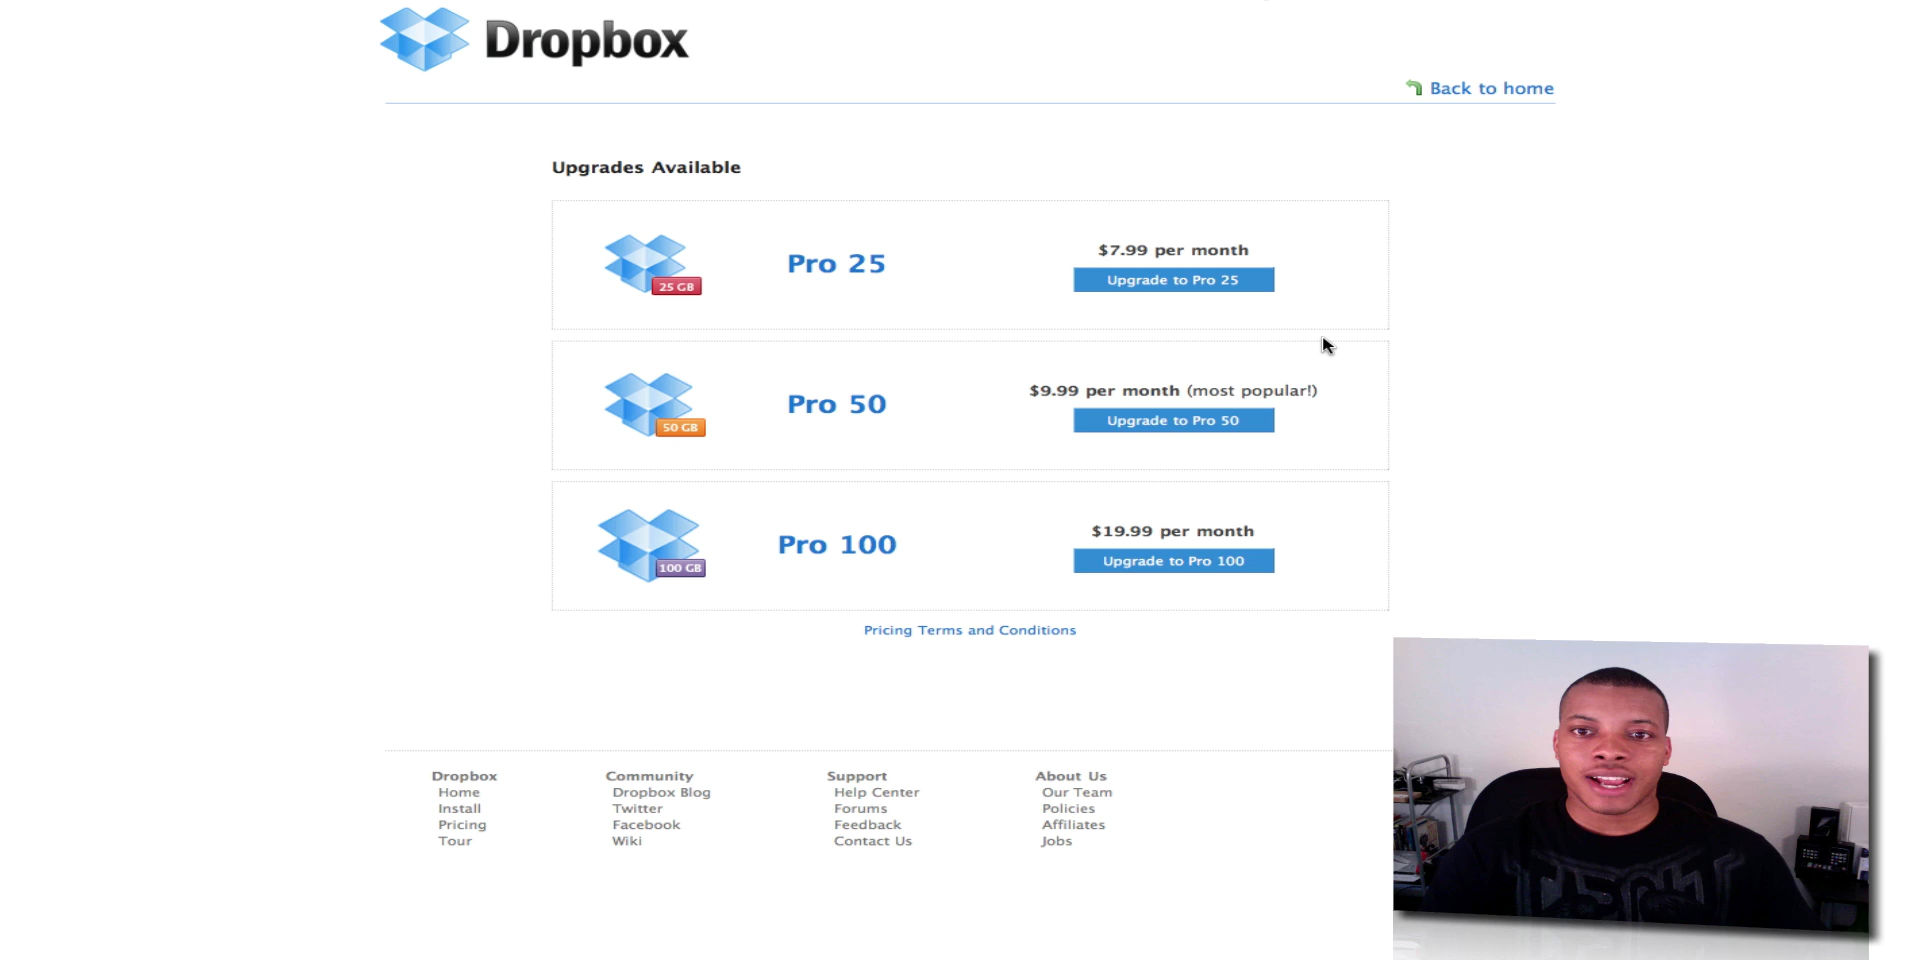 Dropbox
Back to home
Upgrades Available
25 GB
Pro 25
$7.99 per month
Upgrade to Pro 25
50 GB
Pro 50
$9.99 per month (most popular!)
Upgrade to Pro 50
100 GB
Pro 100
$19.99 per month
Upgrade to Pro 100
Pricing Terms and Conditions
Dropbox
Home
Install
Pricing
Tour
Community
Dropbox Blog
Twitter
Facebook
Wiki
Support
Help Center
Forums
Feedback
Contact Us
About Us
Our Team
Policies
Affiliates
Jobs